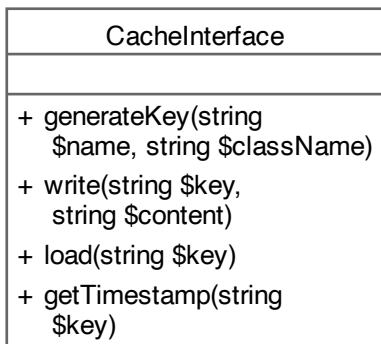 CacheInterface
+ generateKey(string
$name, string $className)
+ write(string $key,
string $content)
+ load(string $key)
+ getTimestamp(string
$key)